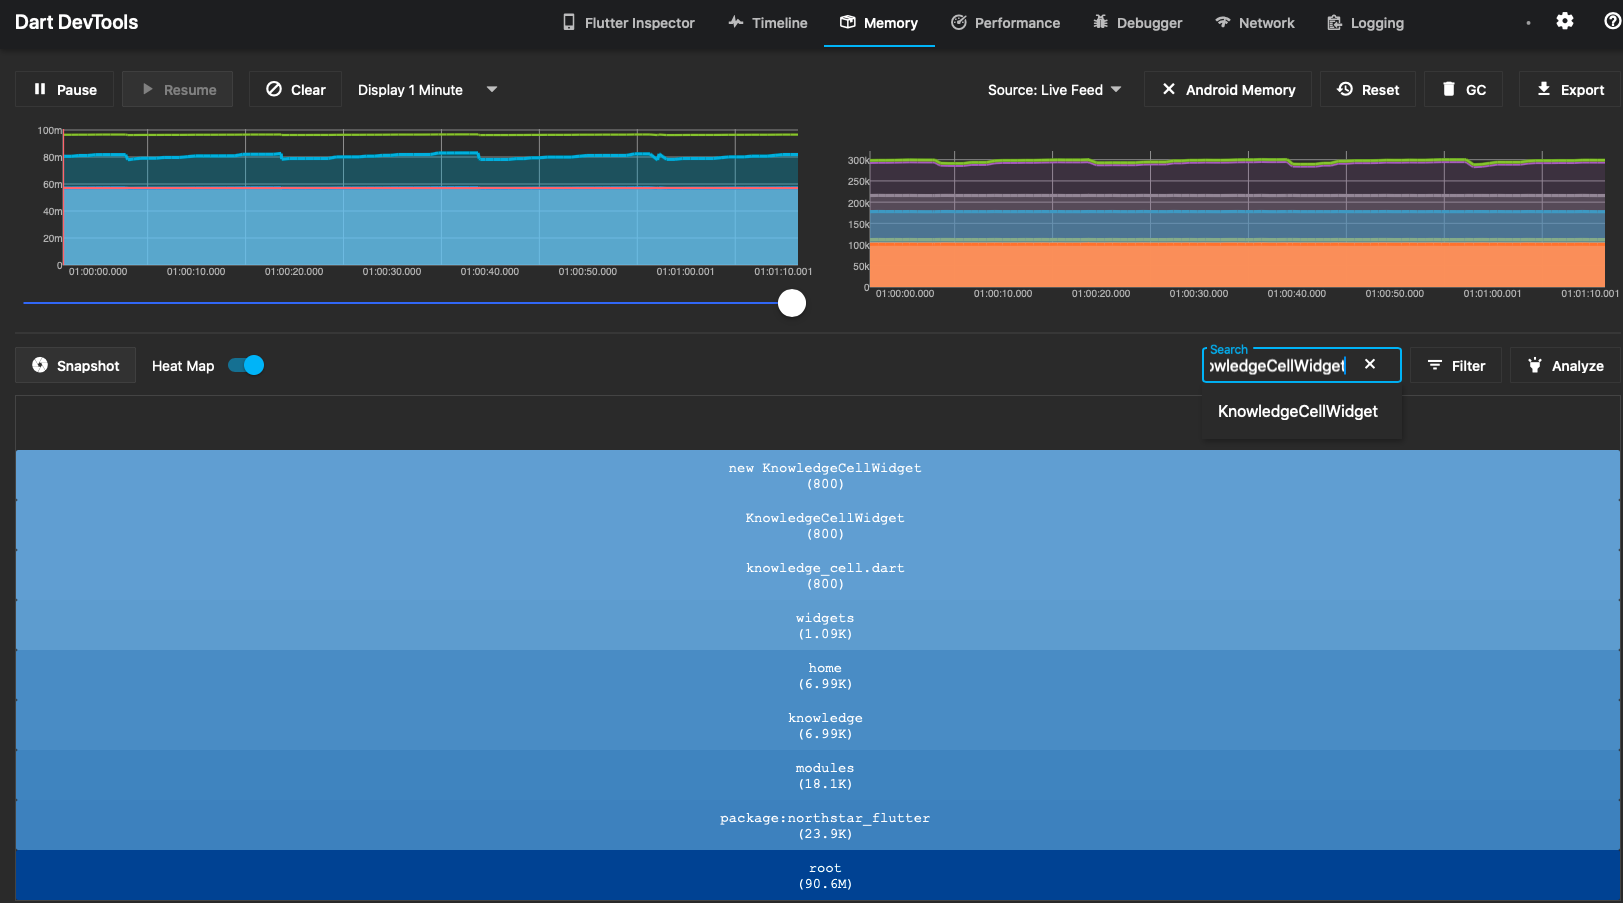 Dart DevTools
Flutter Inspector
Timeline
Memory
Performance
Debugger
Network
Logging
Pause
Resume
Clear
Display 1 Minute
Source: Live Feed
Android Memory
Reset
GC
Export
100m
80m
60m
40m
20m
0
01:00:00.000 01:00:10.000 01:00:20.000 01:00:30.000 01:00:40.000 01:00:50.000 01:01:00.001 01:01:10.001
300k
250k
200k
150k
100k
50k
0
01:00:00.000 01:00:10.000 01:00:20.000 01:00:30.000 01:00:40.000 01:00:50.000 01:01:00.001 01:01:10.001
Snapshot
Heat Map
Search
owledgeCellWidget
Filter
Analyze
KnowledgeCellWidget
new KnowledgeCellWidget
(800)
KnowledgeCellWidget
(800)
knowledge_cell.dart
(800)
widgets
(1.09K)
home
(6.99K)
knowledge
(6.99K)
modules
(18.1K)
package:northstar_flutter
(23.9K)
root
(90.6M)